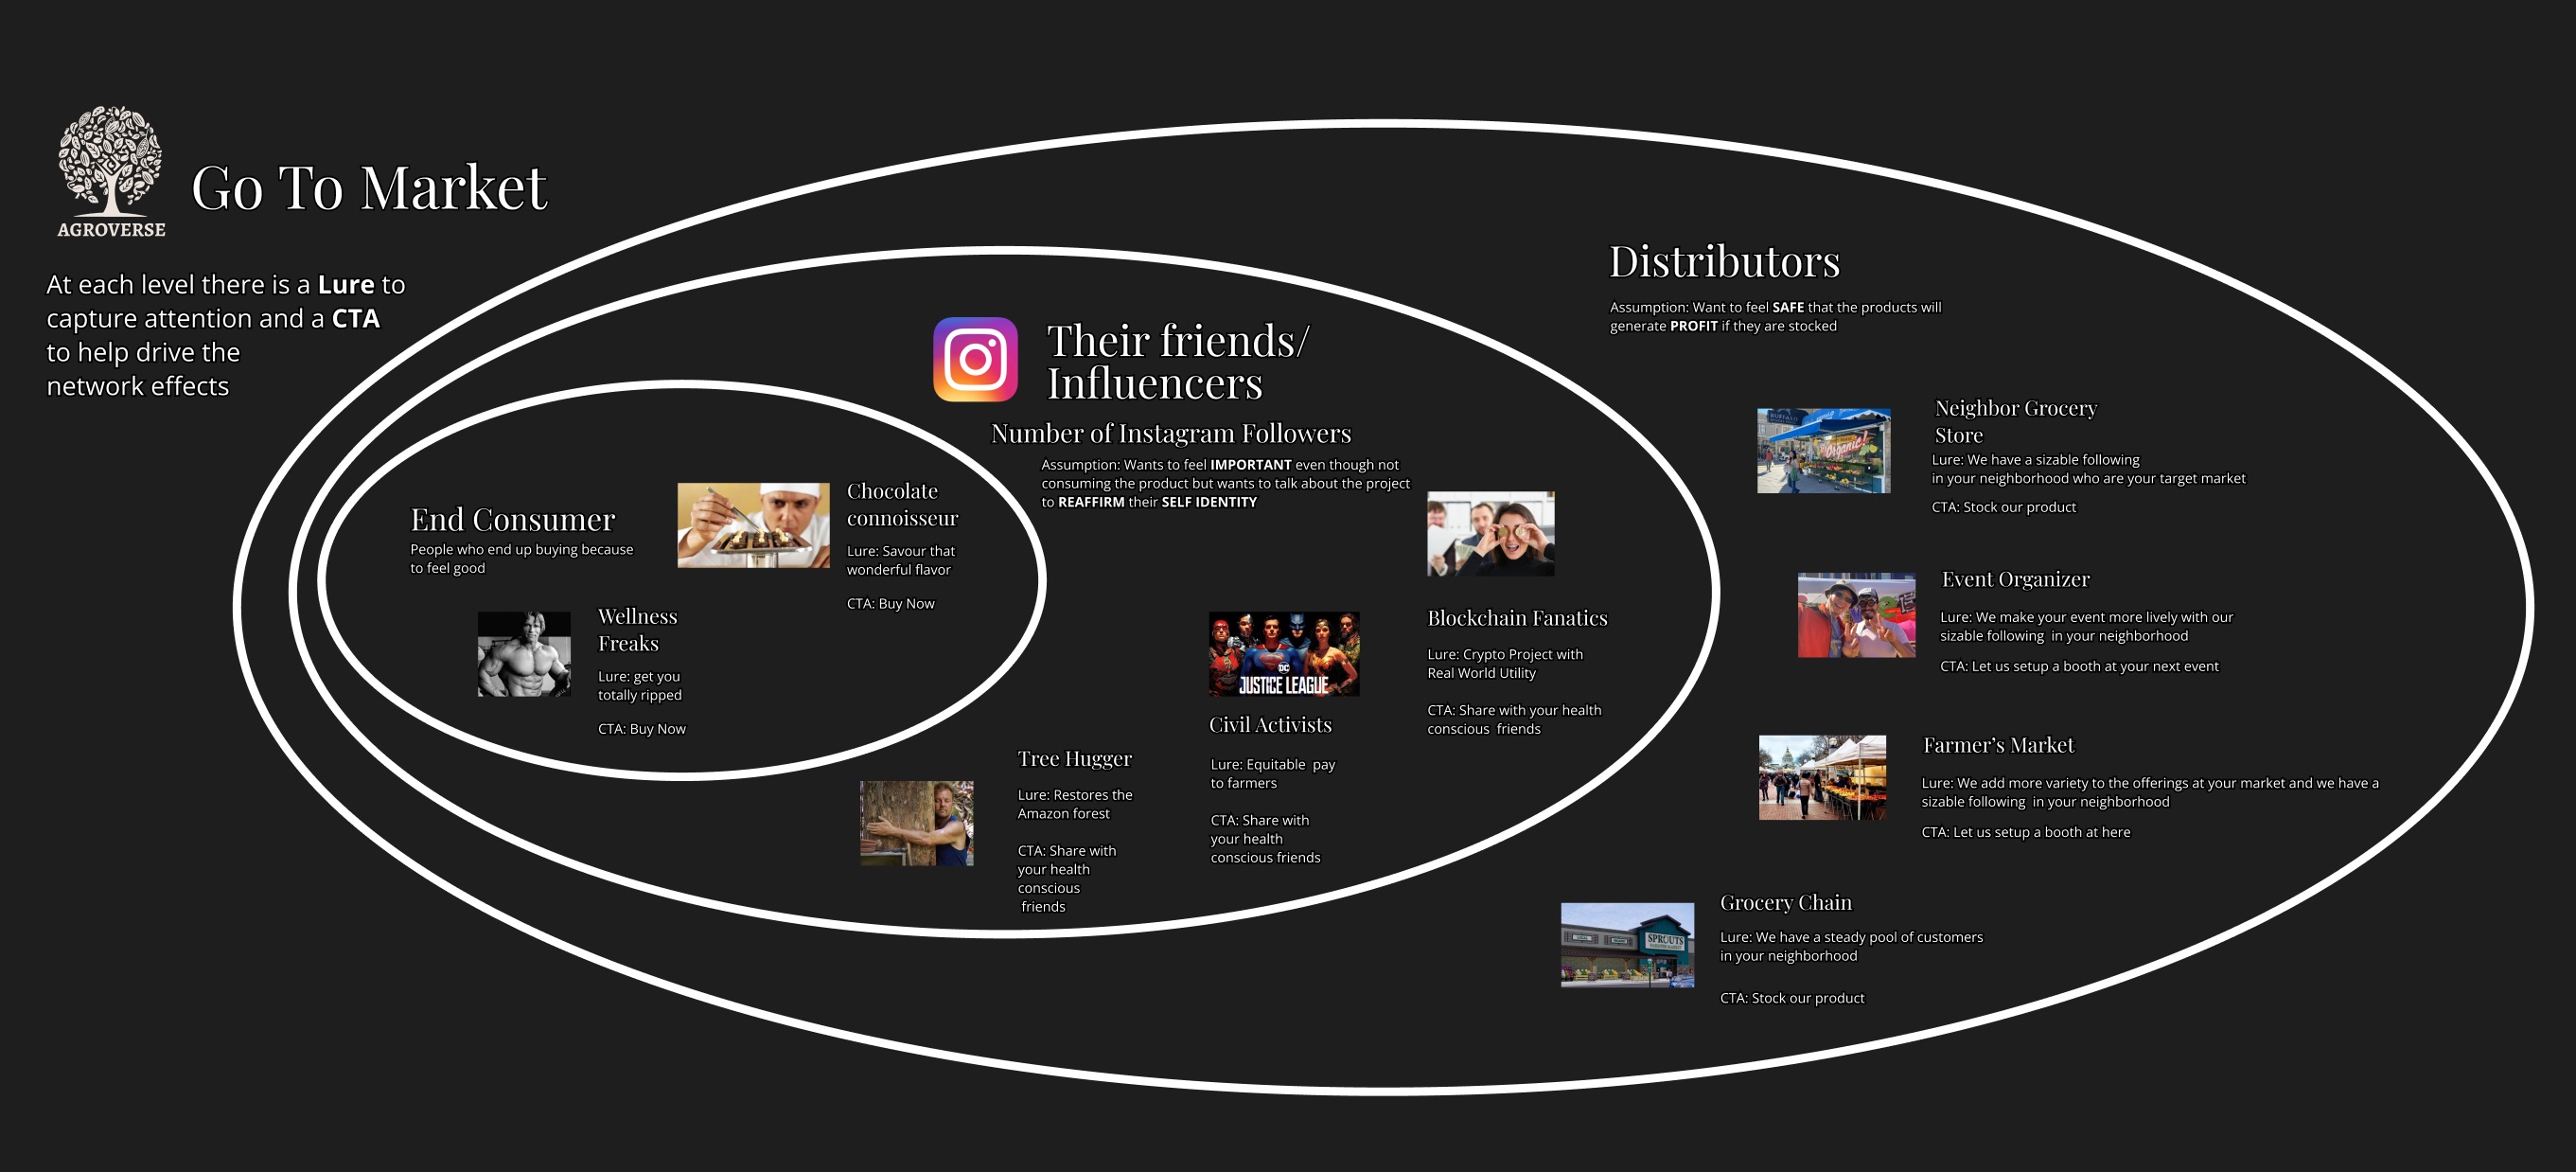 AGROVERSE
Go To Market
At each level there is a Lure to
capture attention and a CTA
to help drive the
network effects
End Consumer
People who end up buying because
to feel good
Chocolate
connoisseur
Lure: Savour that
wonderful flavor
CTA: Buy Now
Wellness
Freaks
Lure: get you
totally ripped
CTA: Buy Now
Their friends/
Influencers
Number of Instagram Followers
Assumption: Wants to feel IMPORTANT even though not
consuming the product but wants to talk about the project
to REAFFIRM their SELF IDENTITY
Tree Hugger
Lure: Restores the
Amazon forest
CTA: Share with
your health
conscious
friends
DC
JUSTICE LEAGUE
Civil Activists
Lure: Equitable  pay
to farmers
CTA: Share with
your health
conscious friends
Blockchain Fanatics
Lure: Crypto Project with
Real World Utility
CTA: Share with your health
conscious  friends
Distributors
Assumption: Want to feel SAFE that the products will
generate PROFIT if they are stocked
Organic!
Neighbor Grocery
Store
Lure: We have a sizable following
in your neighborhood who are your target market
CTA: Stock our product
Event Organizer
Lure: We make your event more lively with our
sizable following  in your neighborhood
CTA: Let us setup a booth at your next event
Farmer's Market
Lure: We add more variety to the offerings at your market and we have a
sizable following  in your neighborhood
CTA: Let us setup a booth at here
SPROUTS
Grocery Chain
Lure: We have a steady pool of customers
in your neighborhood
CTA: Stock our product